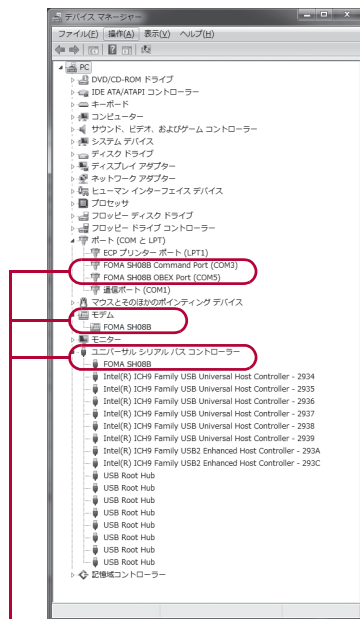 デバイス マネージャー
ファイル(F) 操作(A) 表示(V) ヘルプ(H)
PC
DVD/CD-ROM ドライブ
IDE ATA/ATAPI コントローラー
キーボード
コンピューター
サウンド、ビデオ、およびゲーム コントローラー
システム デバイス
ディスク ドライブ
ディスプレイ アダプター
ネットワーク アダプター
ヒューマン インターフェイス デバイス
プロセッサ
フロッピー ディスク ドライブ
フロッピー ドライブ コントローラー
ポート (COM と LPT)
ECP プリンター ポート (LPT1)
FOMA SH08B Command Port (COM3)
FOMA SH08B OBEX Port (COM5)
通信ポート (COM1)
マウスとそのほかのポインティング デバイス
モデム
FOMA SH08B
モニター
ユニバーサル シリアル バス コントローラー
FOMA SH08B
Intel(R) ICH9 Family USB Universal Host Controller - 2934
Intel(R) ICH9 Family USB Universal Host Controller - 2935
Intel(R) ICH9 Family USB Universal Host Controller - 2936
Intel(R) ICH9 Family USB Universal Host Controller - 2937
Intel(R) ICH9 Family USB Universal Host Controller - 2938
Intel(R) ICH9 Family USB Universal Host Controller - 2939
Intel(R) ICH9 Family USB2 Enhanced Host Controller - 293A
Intel(R) ICH9 Family USB2 Enhanced Host Controller - 293C
USB Root Hub
USB Root Hub
USB Root Hub
USB Root Hub
USB Root Hub
USB Root Hub
USB Root Hub
USB Root Hub
記憶域コントローラー